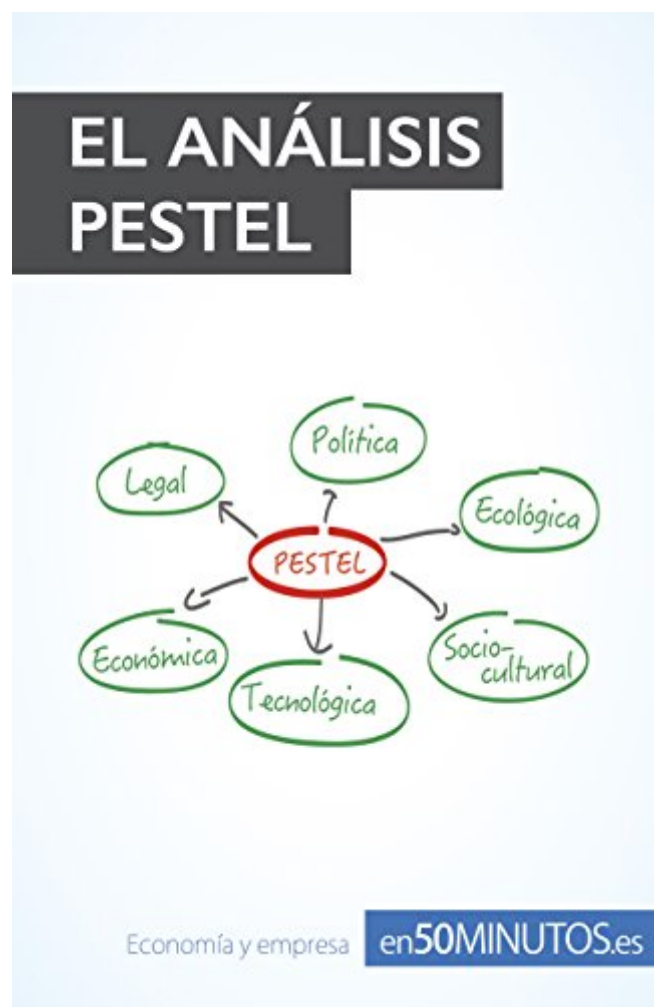 EL ANÁLISIS
PESTEL
Política
Legal
Ecológica
PESTEL
Económica
Socio-
cultural
Tecnológica
Economía y empresa
en50MINUTOS.es